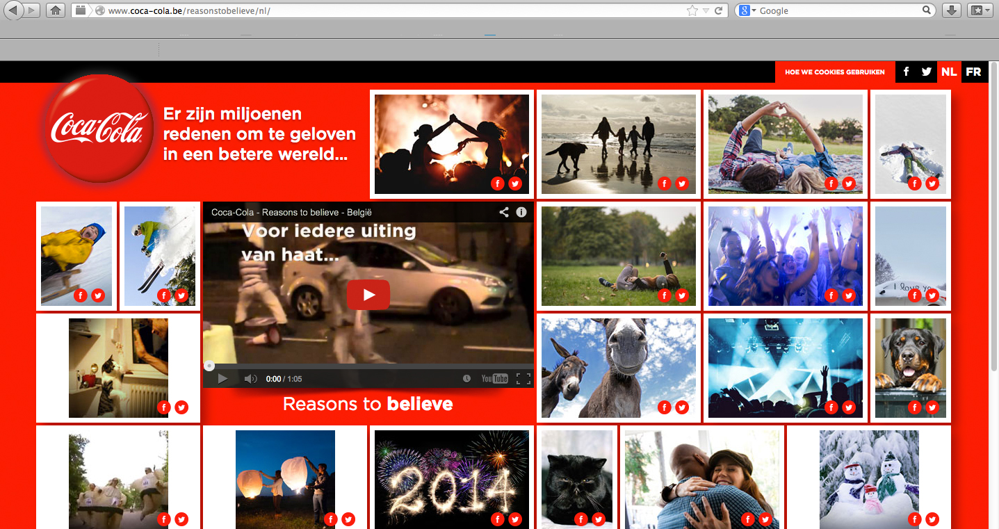 www.coca-cola.be/reasonstobelieve/nl/
Google
HOE WE COOKIES GEBRUIKEN
NL
FR
Coca-Cola
Er zijn miljoenen
redenen om te geloven
in een betere wereld...
Coca-Cola - Reasons to believe - België
Voor iedere uiting
van haat...
I love yo
0:00 / 1:05
YouTube
Reasons to believe
2014